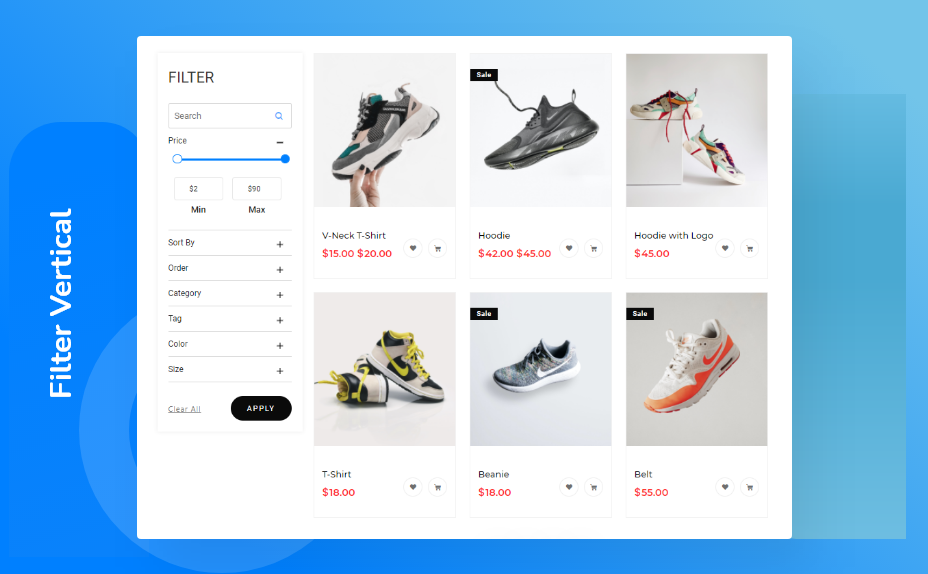 Filter Vertical
FILTER
Search
Price
$2
$90
Min
Max
Sort By
Order
Category
Tag
Color
Size
Clear All
APPLY
V-Neck T-Shirt
$15.00 $20.00
Sale
Hoodie
$42.00 $45.00
Hoodie with Logo
$45.00
T-Shirt
$18.00
Sale
Beanie
$18.00
Sale
Belt
$55.00